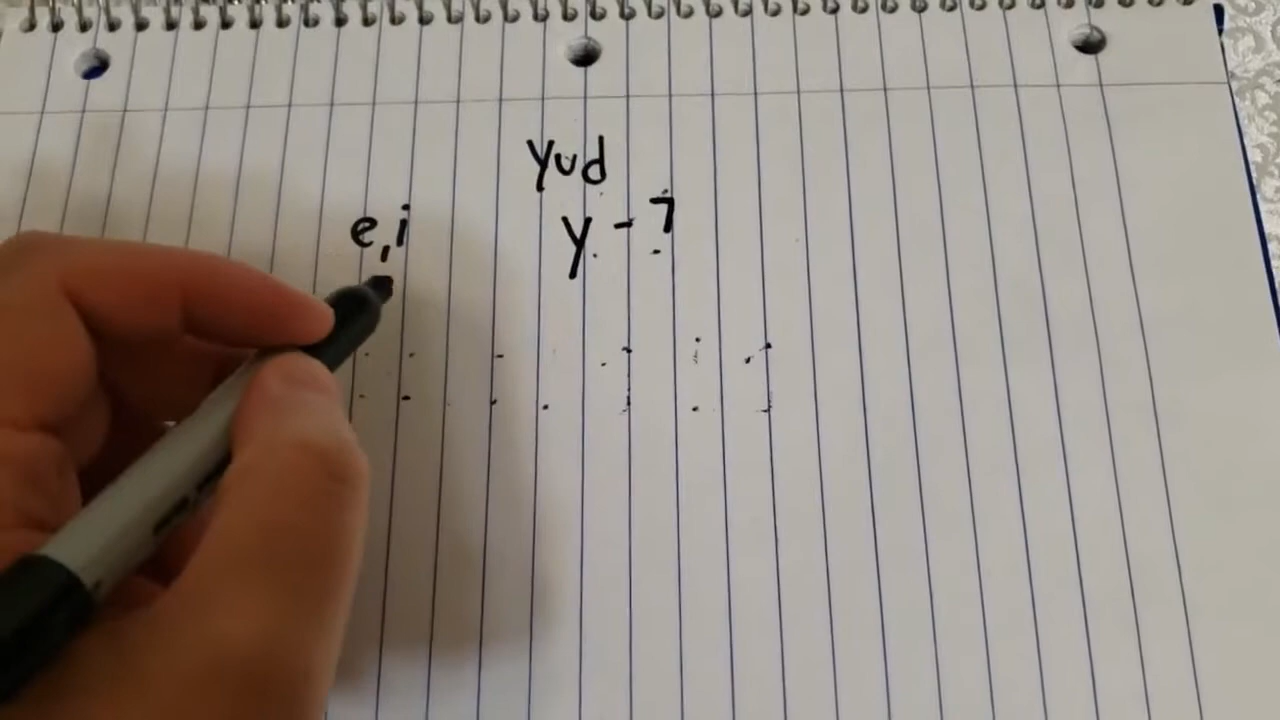 yud
e,i
y - י